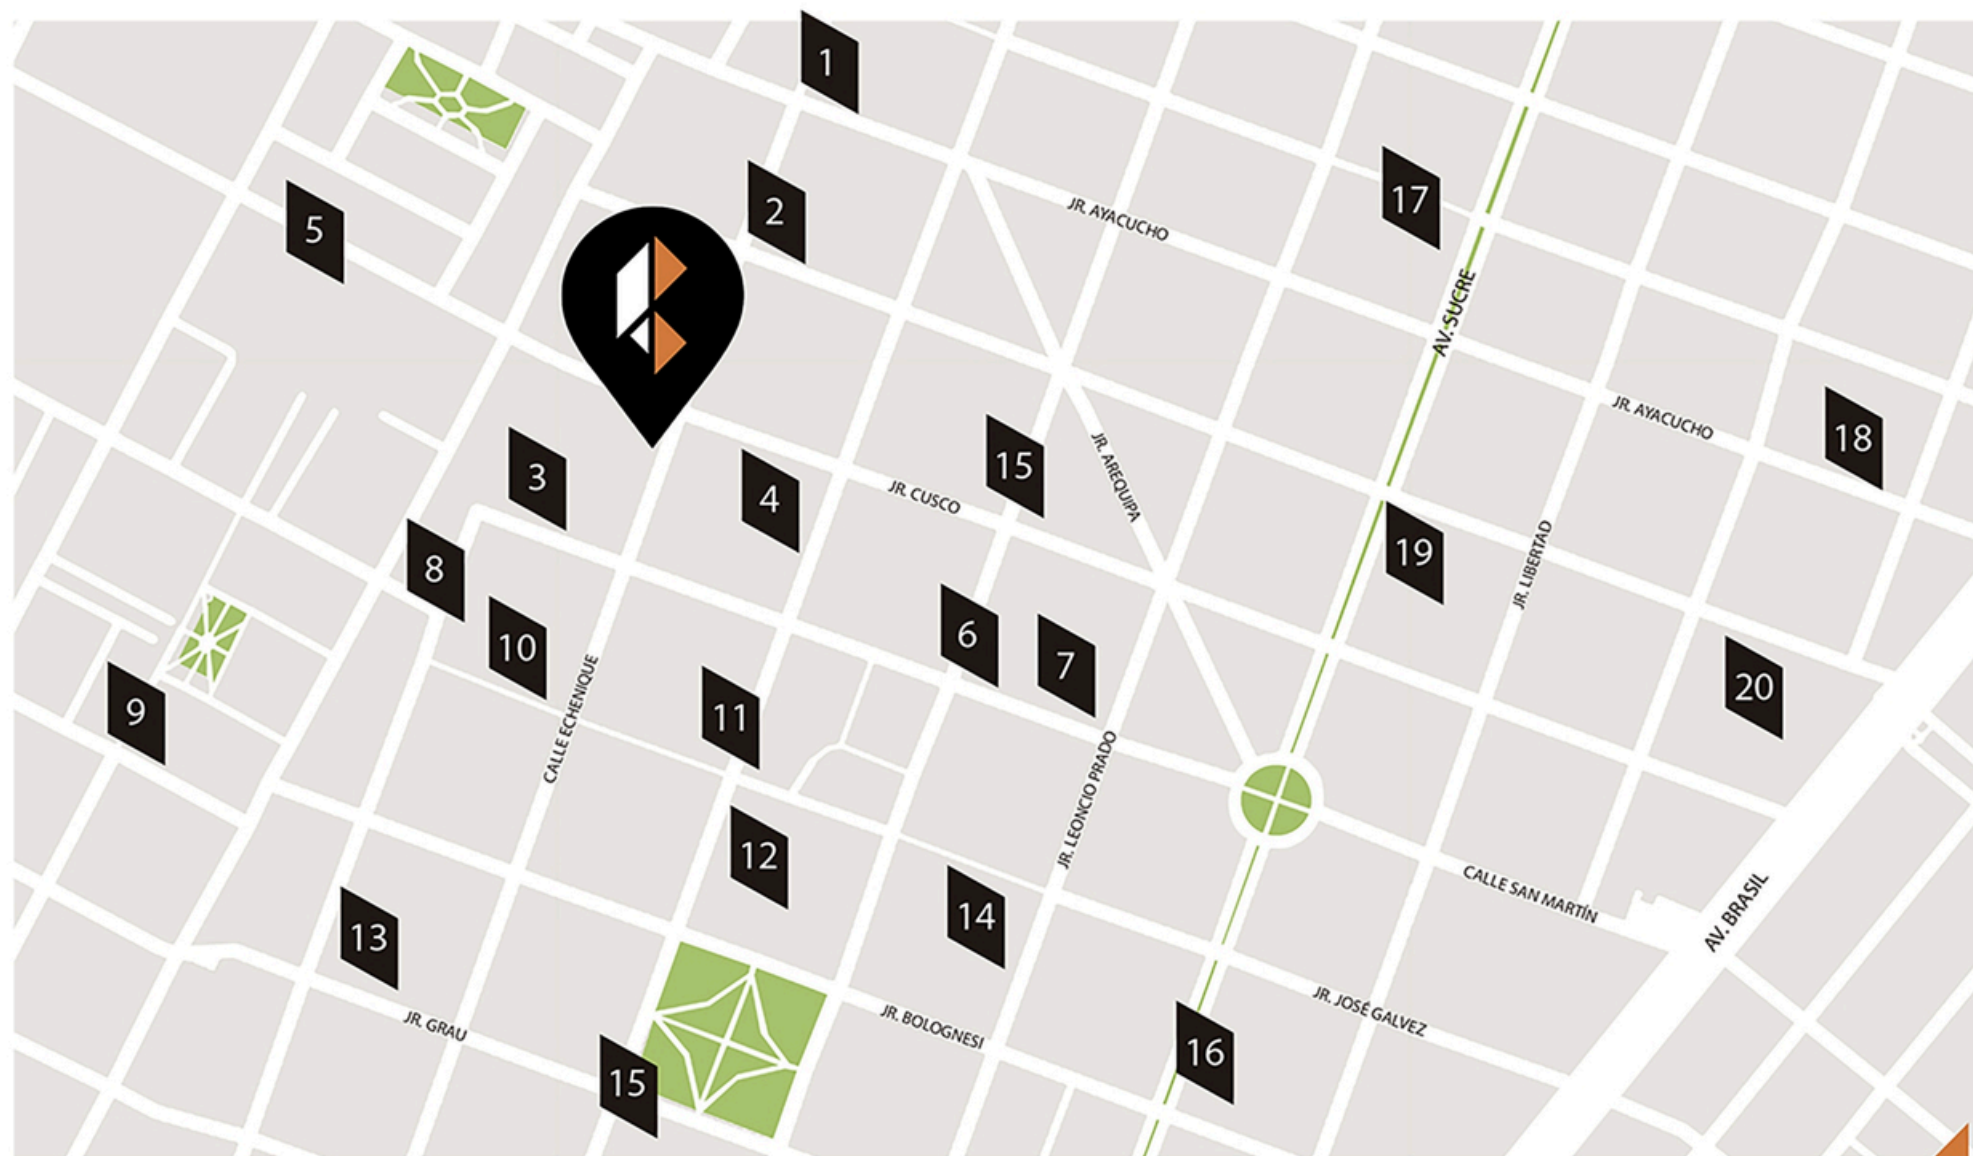 1
2
17
5
JR. AYACUCHO
AV. SUCRE
JR. AYACUCHO
18
3
4
15
JR. CUSCO
JR. AREQUIPA
19
JR. LIBERTAD
8
10
6
7
20
9
11
CALLE ECHENIQUE
JR. LEONCIO PRADO
12
14
CALLE SAN MARTÍN
AV. BRASIL
13
JR. GRAU
JR. BOLOGNESI
JR. JOSÉ GALVEZ
15
16